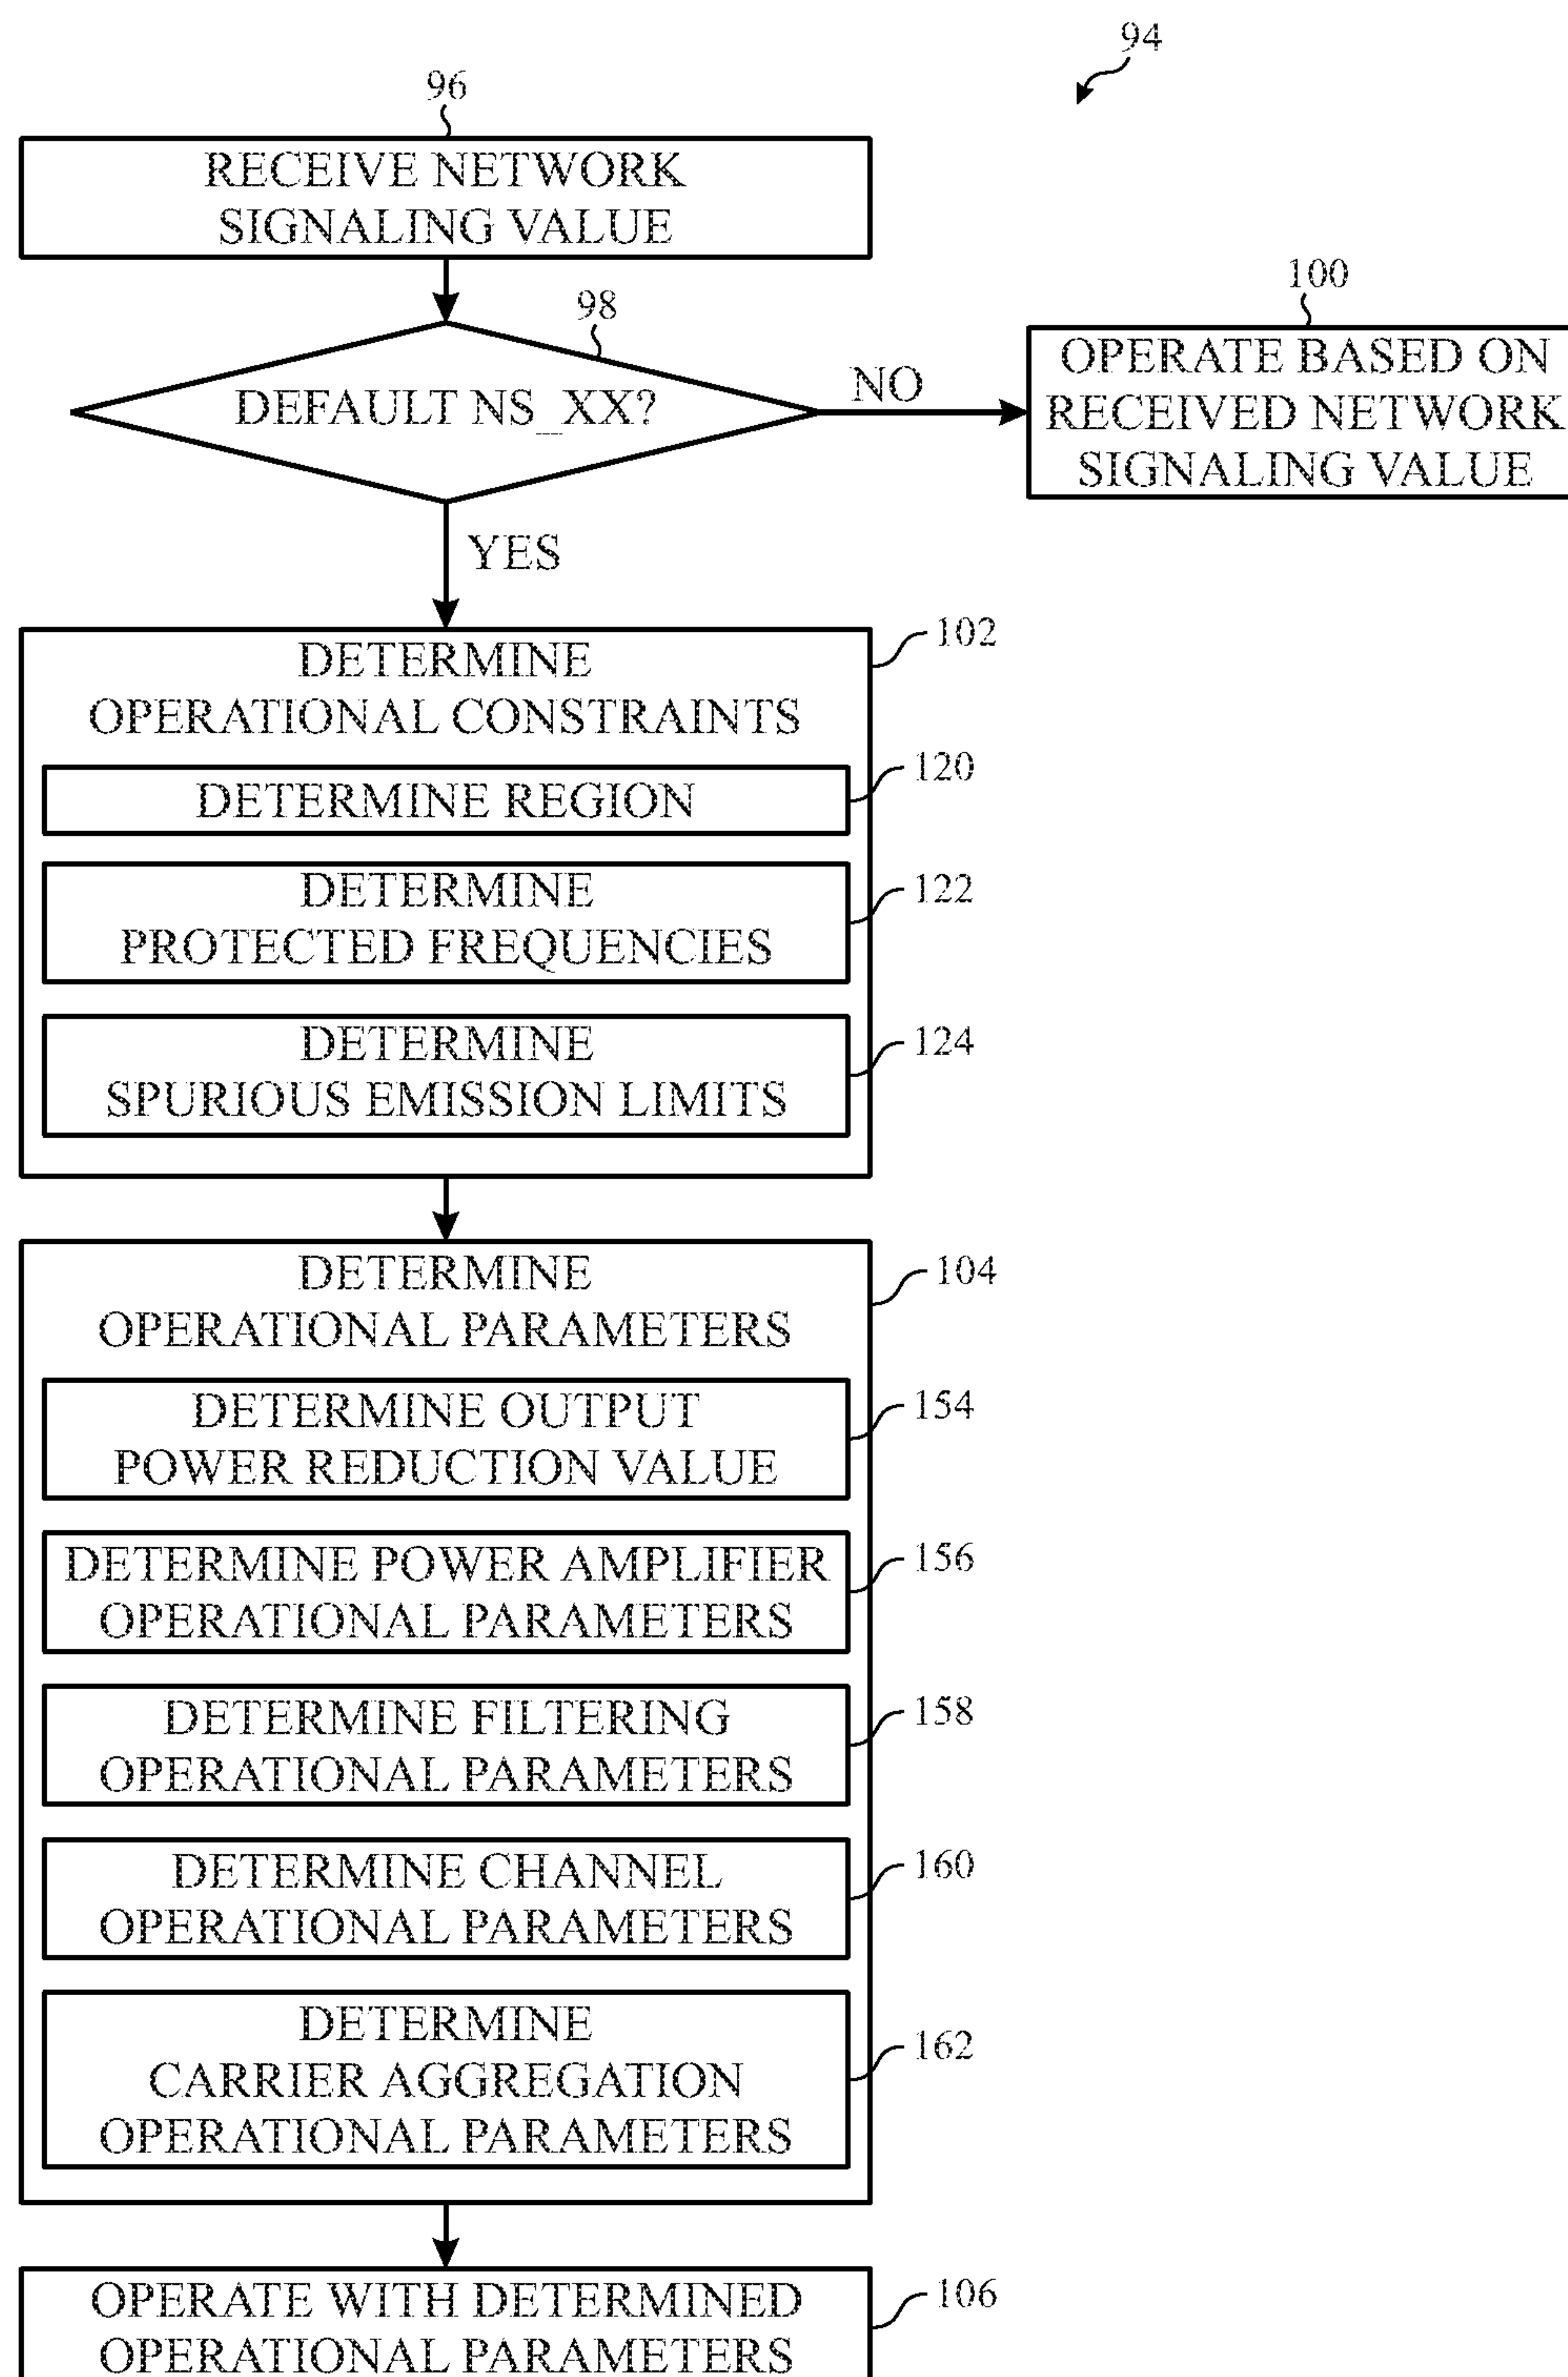 94
96
RECEIVE NETWORK
SIGNALING VALUE
98
DEFAULT NS_XX?
NO
100
OPERATE BASED ON
RECEIVED NETWORK
SIGNALING VALUE
YES
102
DETERMINE
OPERATIONAL CONSTRAINTS
120
DETERMINE REGION
122
DETERMINE
PROTECTED FREQUENCIES
124
DETERMINE
SPURIOUS EMISSION LIMITS
104
DETERMINE
OPERATIONAL PARAMETERS
154
DETERMINE OUTPUT
POWER REDUCTION VALUE
156
DETERMINE POWER AMPLIFIER
OPERATIONAL PARAMETERS
158
DETERMINE FILTERING
OPERATIONAL PARAMETERS
160
DETERMINE CHANNEL
OPERATIONAL PARAMETERS
162
DETERMINE
CARRIER AGGREGATION
OPERATIONAL PARAMETERS
106
OPERATE WITH DETERMINED
OPERATIONAL PARAMETERS